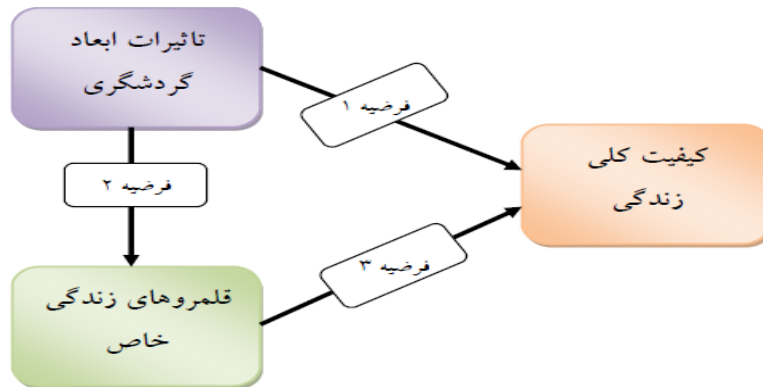 تاثیرات ابعاد
گردشگری
فرضیه ۱
کیفیت کلی
زندگی
فرضیه ۲
فرضیه ۳
قلمروهای زندگی
خاص